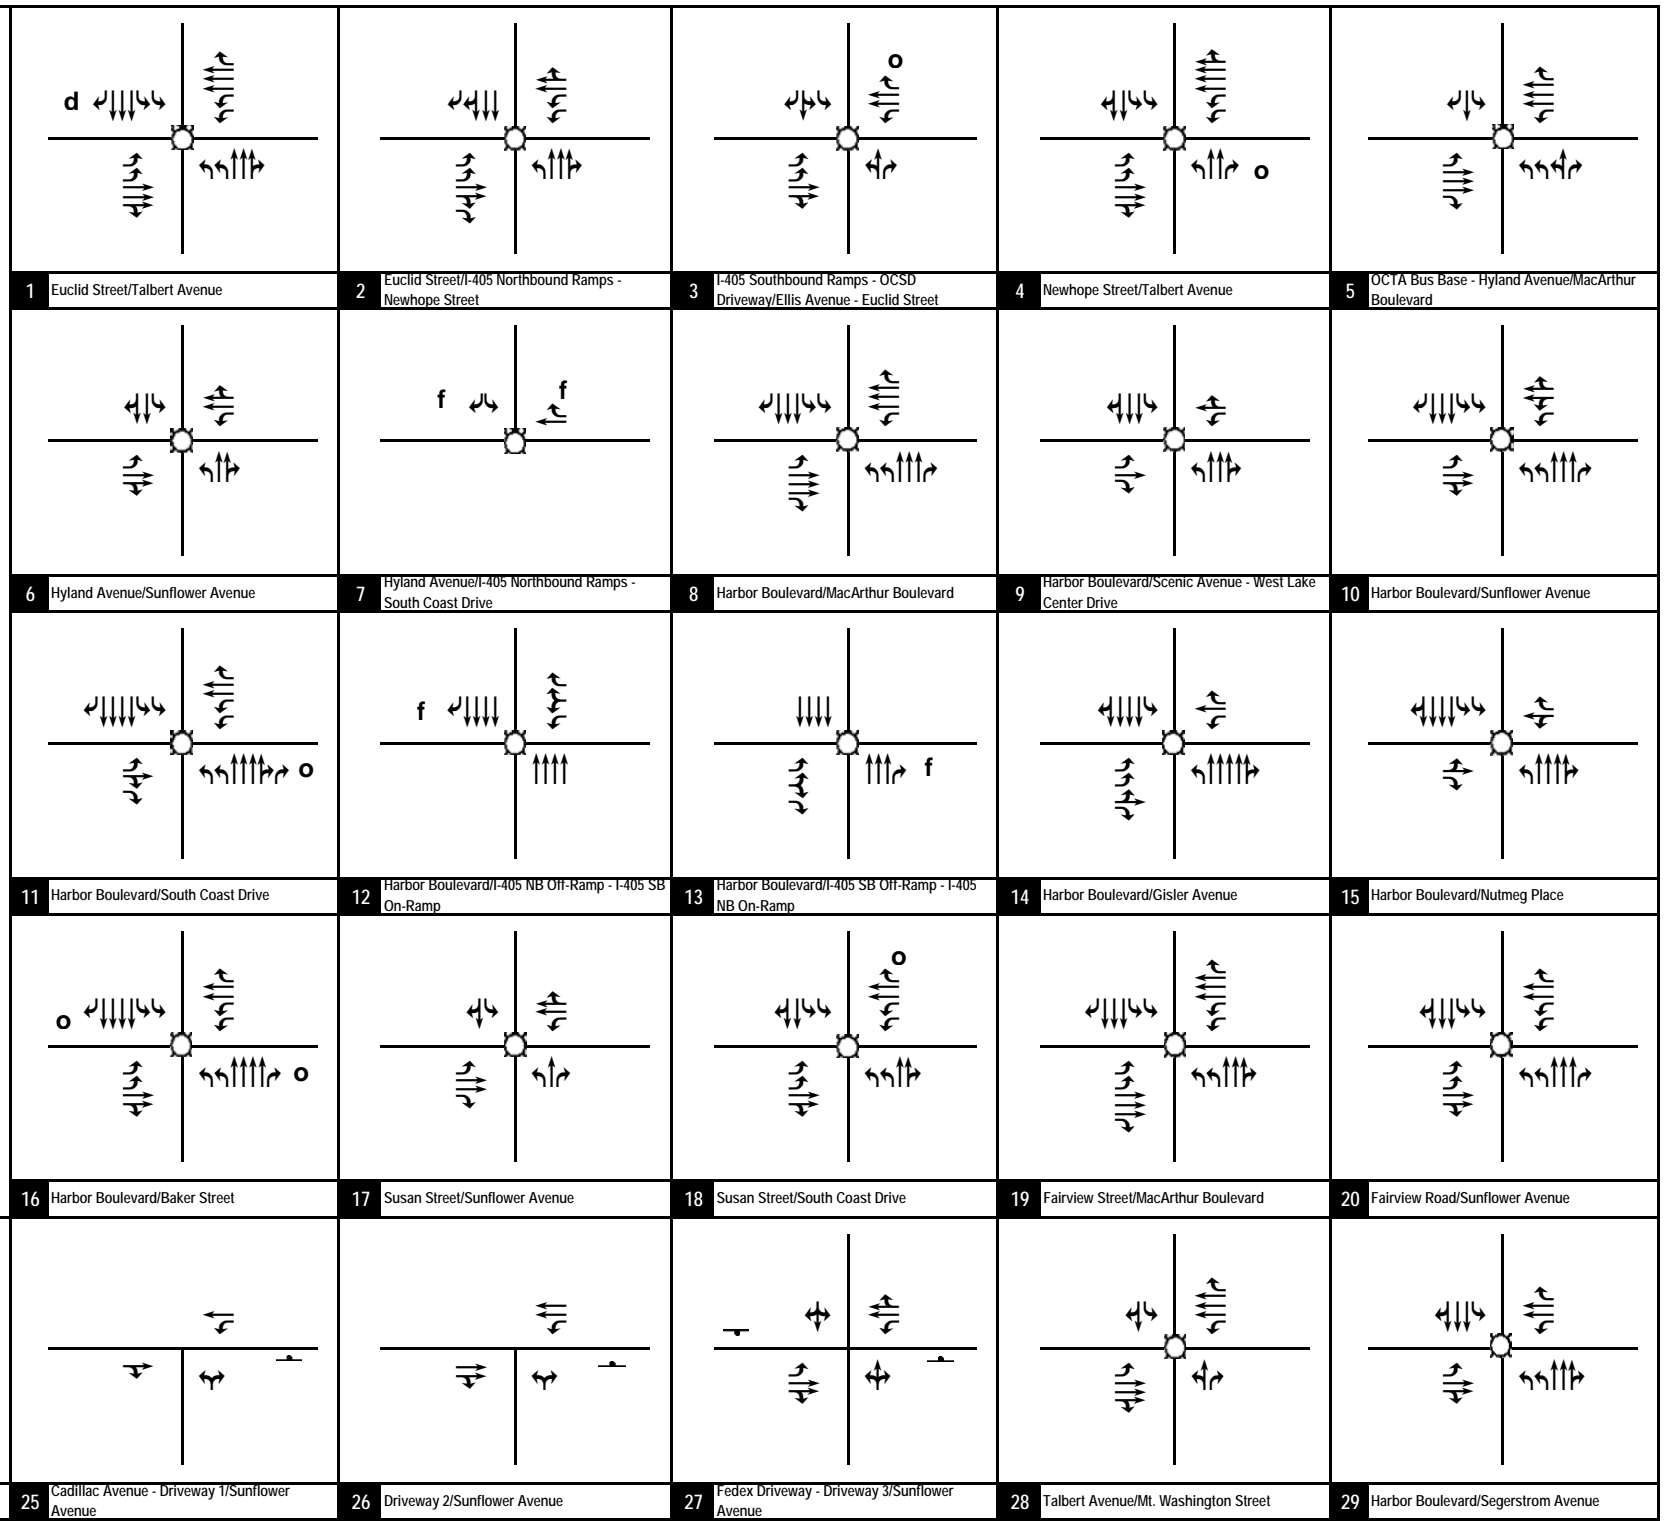 d
o
o
1 Euclid Street/Talbert Avenue
2 Euclid Street/I-405 Northbound Ramps -
Newhope Street
3 I-405 Southbound Ramps - OCSD
Driveway/Ellis Avenue - Euclid Street
4 Newhope Street/Talbert Avenue
5 OCTA Bus Base - Hyland Avenue/MacArthur
Boulevard
f
f
6 Hyland Avenue/Sunflower Avenue
7 Hyland Avenue/I-405 Northbound Ramps -
South Coast Drive
8 Harbor Boulevard/MacArthur Boulevard
9 Harbor Boulevard/Scenic Avenue - West Lake
Center Drive
10 Harbor Boulevard/Sunflower Avenue
o
f
f
11 Harbor Boulevard/South Coast Drive
12 Harbor Boulevard/I-405 NB Off-Ramp - I-405 SB
On-Ramp
13 Harbor Boulevard/I-405 SB Off-Ramp - I-405
NB On-Ramp
14 Harbor Boulevard/Gisler Avenue
15 Harbor Boulevard/Nutmeg Place
o
o
o
16 Harbor Boulevard/Baker Street
17 Susan Street/Sunflower Avenue
18 Susan Street/South Coast Drive
19 Fairview Street/MacArthur Boulevard
20 Fairview Road/Sunflower Avenue
25 Cadillac Avenue - Driveway 1/Sunflower
Avenue
26 Driveway 2/Sunflower Avenue
27 Fedex Driveway - Driveway 3/Sunflower
Avenue
28 Talbert Avenue/Mt. Washington Street
29 Harbor Boulevard/Segerstrom Avenue